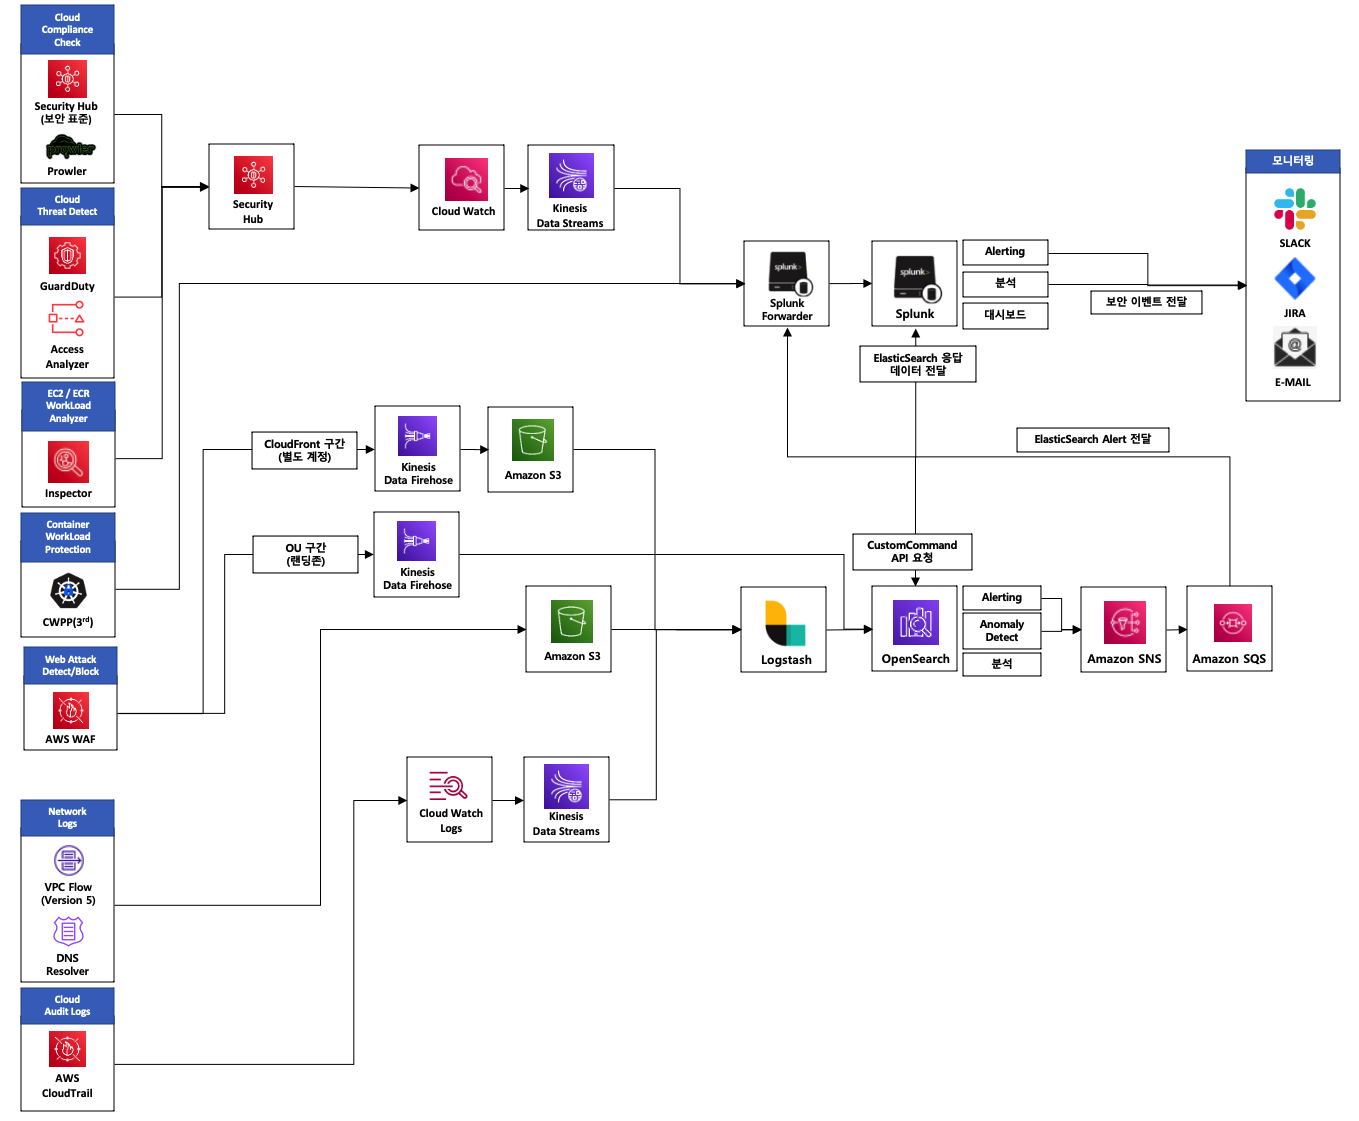 Cloud
Compliance
Check
Security Hub
(보안 표준)
prowler
Prowler
Cloud
Threat Detect
GuardDuty
Access
Analyzer
EC2 / ECR
WorkLoad
Analyzer
Inspector
Container
WorkLoad
Protection
CWPP(3rd)
Web Attack
Detect/Block
AWS WAF
Network
Logs
VPC Flow
(Version 5)
DNS
Resolver
Cloud
Audit Logs
AWS
CloudTrail
Security
Hub
Cloud Watch
Kinesis
Data Streams
splunk>
Splunk
Forwarder
splunk>
Splunk
Alerting
분석
대시보드
보안 이벤트 전달
모니터링
SLACK
JIRA
E-MAIL
ElasticSearch 응답
데이터 전달
ElasticSearch Alert 전달
CloudFront 구간
(별도 계정)
Kinesis
Data Firehose
Amazon S3
OU 구간
(랜딩존)
Kinesis
Data Firehose
CustomCommand
API 요청
Amazon S3
Logstash
OpenSearch
Alerting
Anomaly
Detect
분석
Amazon SNS
Amazon SQS
Cloud Watch
Logs
Kinesis
Data Streams